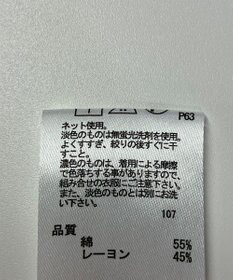 P63
ネット使用。
淡色のものは無蛍光洗剤を使用。
よくすすぎ、絞りの後すぐに干
すこと。
濃色のものは、着用による摩擦
で色落ちする事がありますので、
組み合せの衣服にご注意下さい。
また、淡色のものとは別にお洗
い下さい。
107
品質
綿 55%
レーヨン 45%